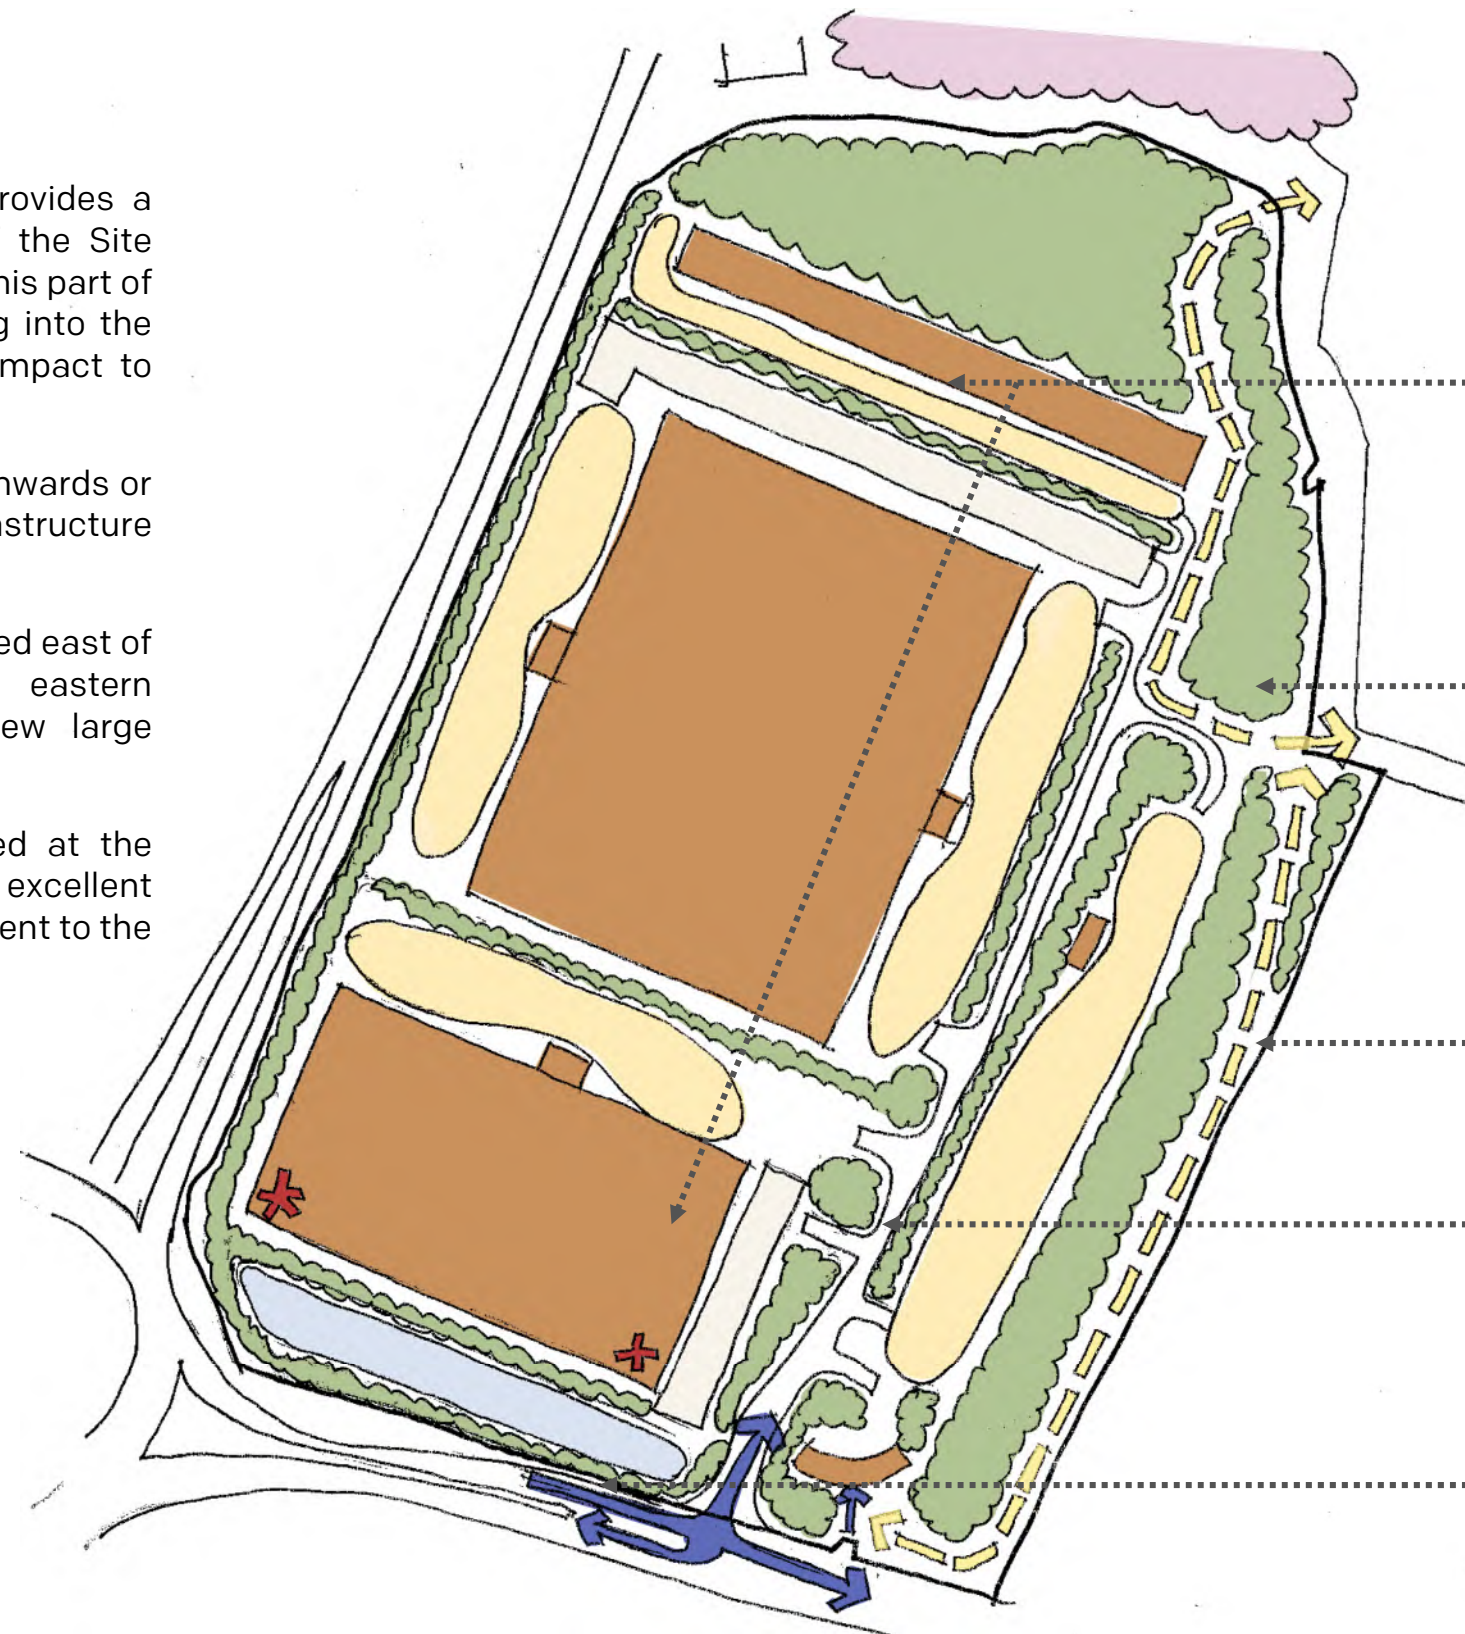 rovides a
the Site
his part of
g into the
mpact to
nwards or
astructure
ed east of
eastern
ew large
ed at the
excellent
ent to the